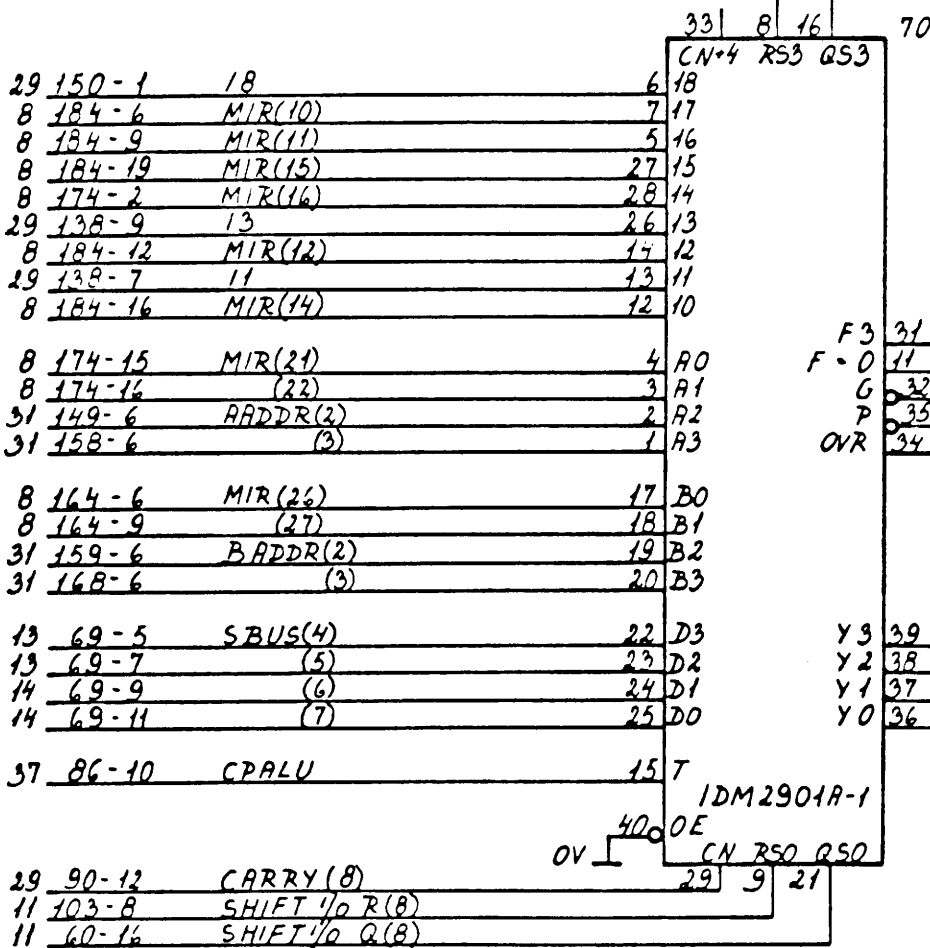 33 8 16 70
CN+4 RS3 QS3
29 150-1 I8 6 I8
8 184-6 MIR(10) 7 I7
8 184-9 MIR(11) 5 I6
8 184-19 MIR(15) 27 I5
8 174-2 MIR(16) 28 I4
29 138-9 I3 26 I3
8 184-12 MIR(12) 14 I2
29 138-7 I1 13 I1
8 184-16 MIR(14) 12 I0
F3 31
8 174-15 MIR(21) 4 A0 F-0 11
8 174-16 (22) 3 A1 G 32
31 149-6 AADDR(2) 2 A2 P 35
31 158-6 (3) 1 A3 OVR 34
8 164-6 MIR(26) 17 B0
8 164-9 (27) 18 B1
31 159-6 BADDR(2) 19 B2
31 168-6 (3) 20 B3
13 69-5 SBUS(4) 22 D3 Y3 39
13 69-7 (5) 23 D2 Y2 38
14 69-9 (6) 24 D1 Y1 37
14 69-11 (7) 25 D0 Y0 36
37 86-10 CPALU 15 T
IDM2901A-1
40 OE
0V CN RS0 QS0
29 90-12 CARRY(8) 29 9 21
11 103-8 SHIFT I/O R(8)
11 60-16 SHIFT I/O Q(8)